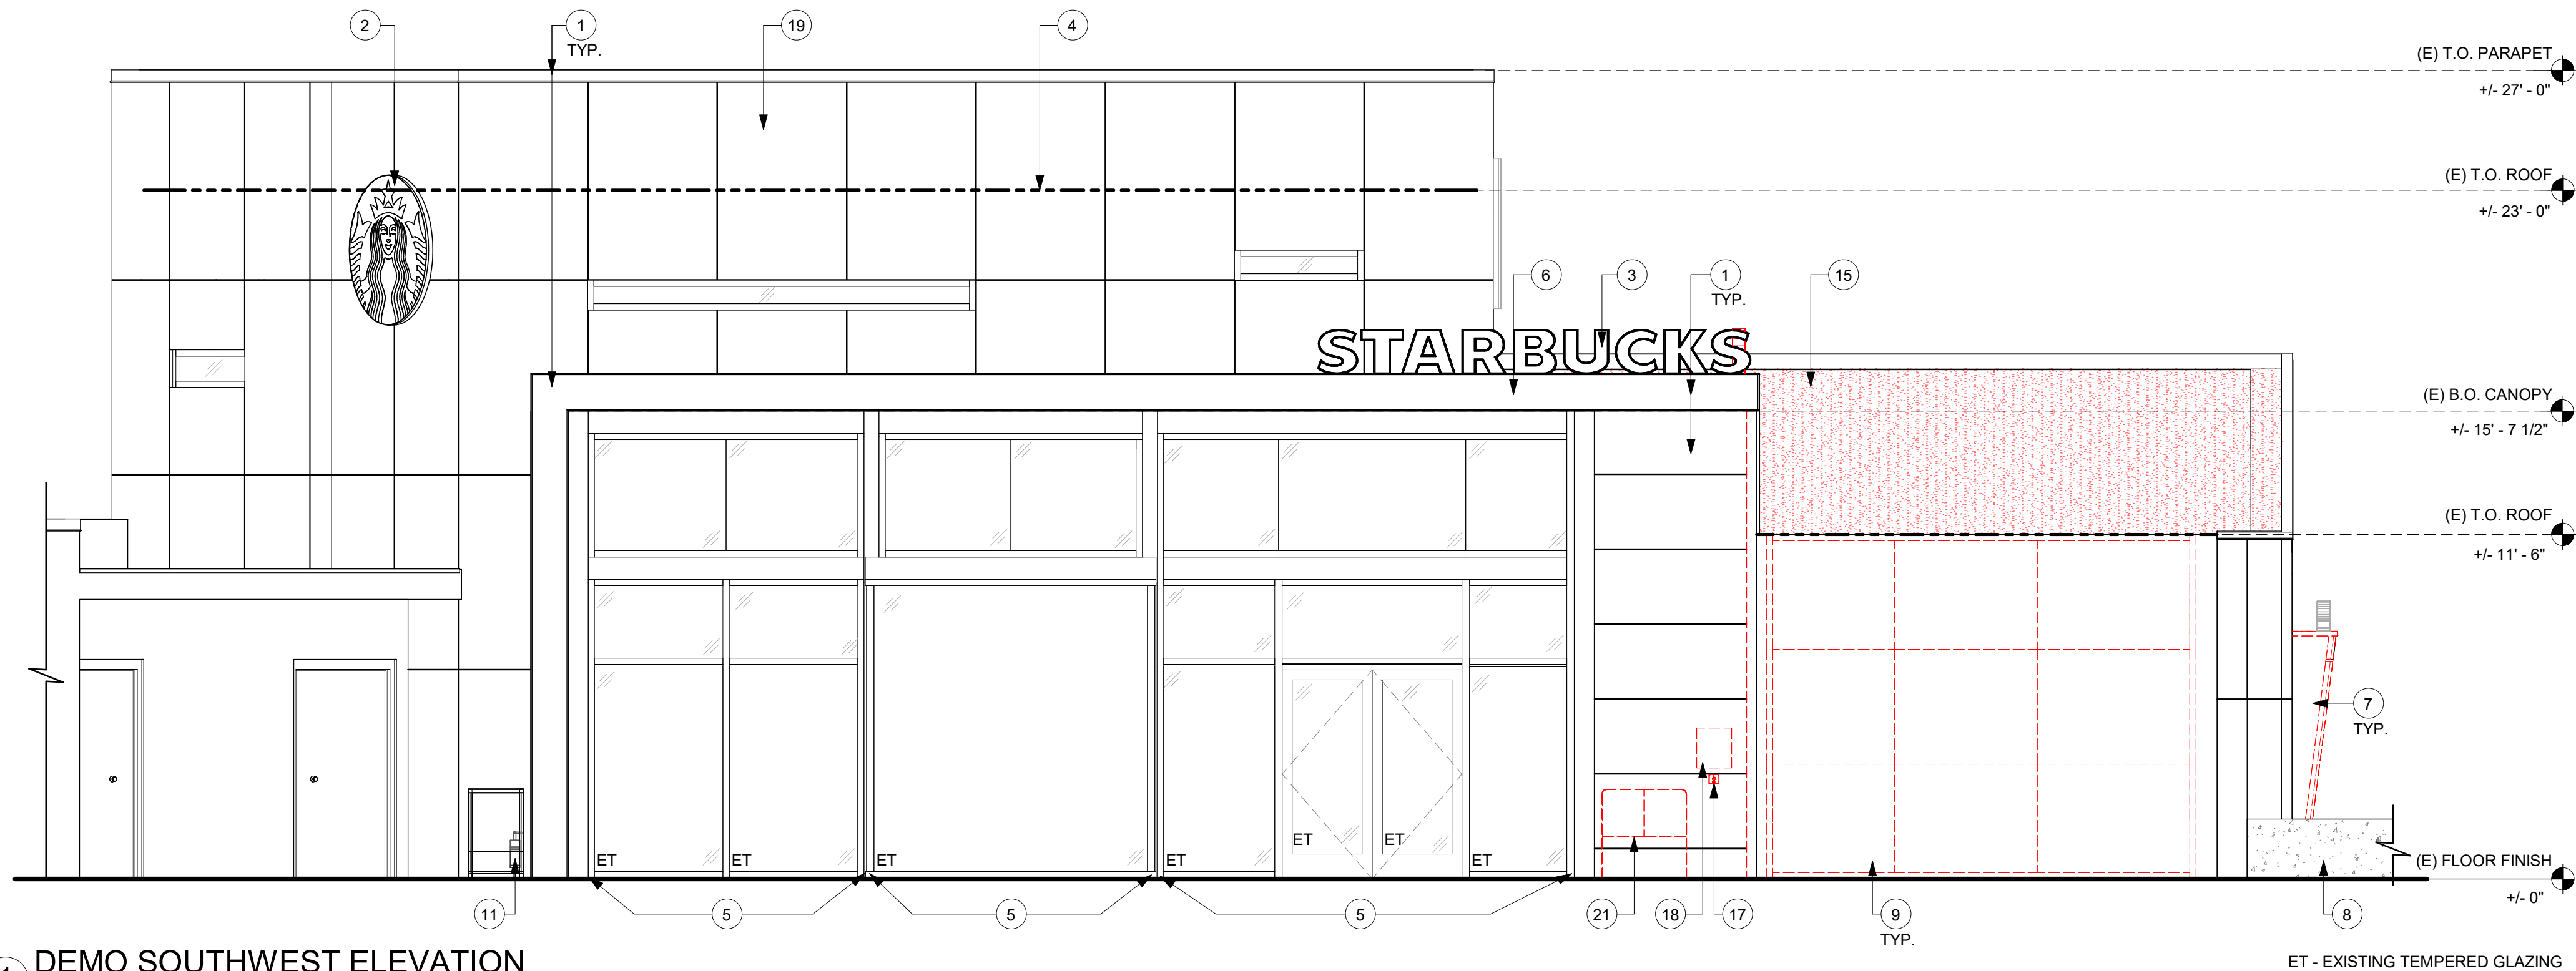 2
1
TYP.
19
4
(E) T.O. PARAPET
+/- 27' - 0"
(E) T.O. ROOF
+/- 23' - 0"
6
3
1
TYP.
15
STARBUCKS
(E) B.O. CANOPY
+/- 15' - 7 1/2"
(E) T.O. ROOF
+/- 11' - 6"
7
TYP.
ET
ET
ET
ET
ET
ET
ET
(E) FLOOR FINISH
+/- 0"
11
5
5
5
21
18
17
9
TYP.
8
DEMO SOUTHWEST ELEVATION
ET - EXISTING TEMPERED GLAZING